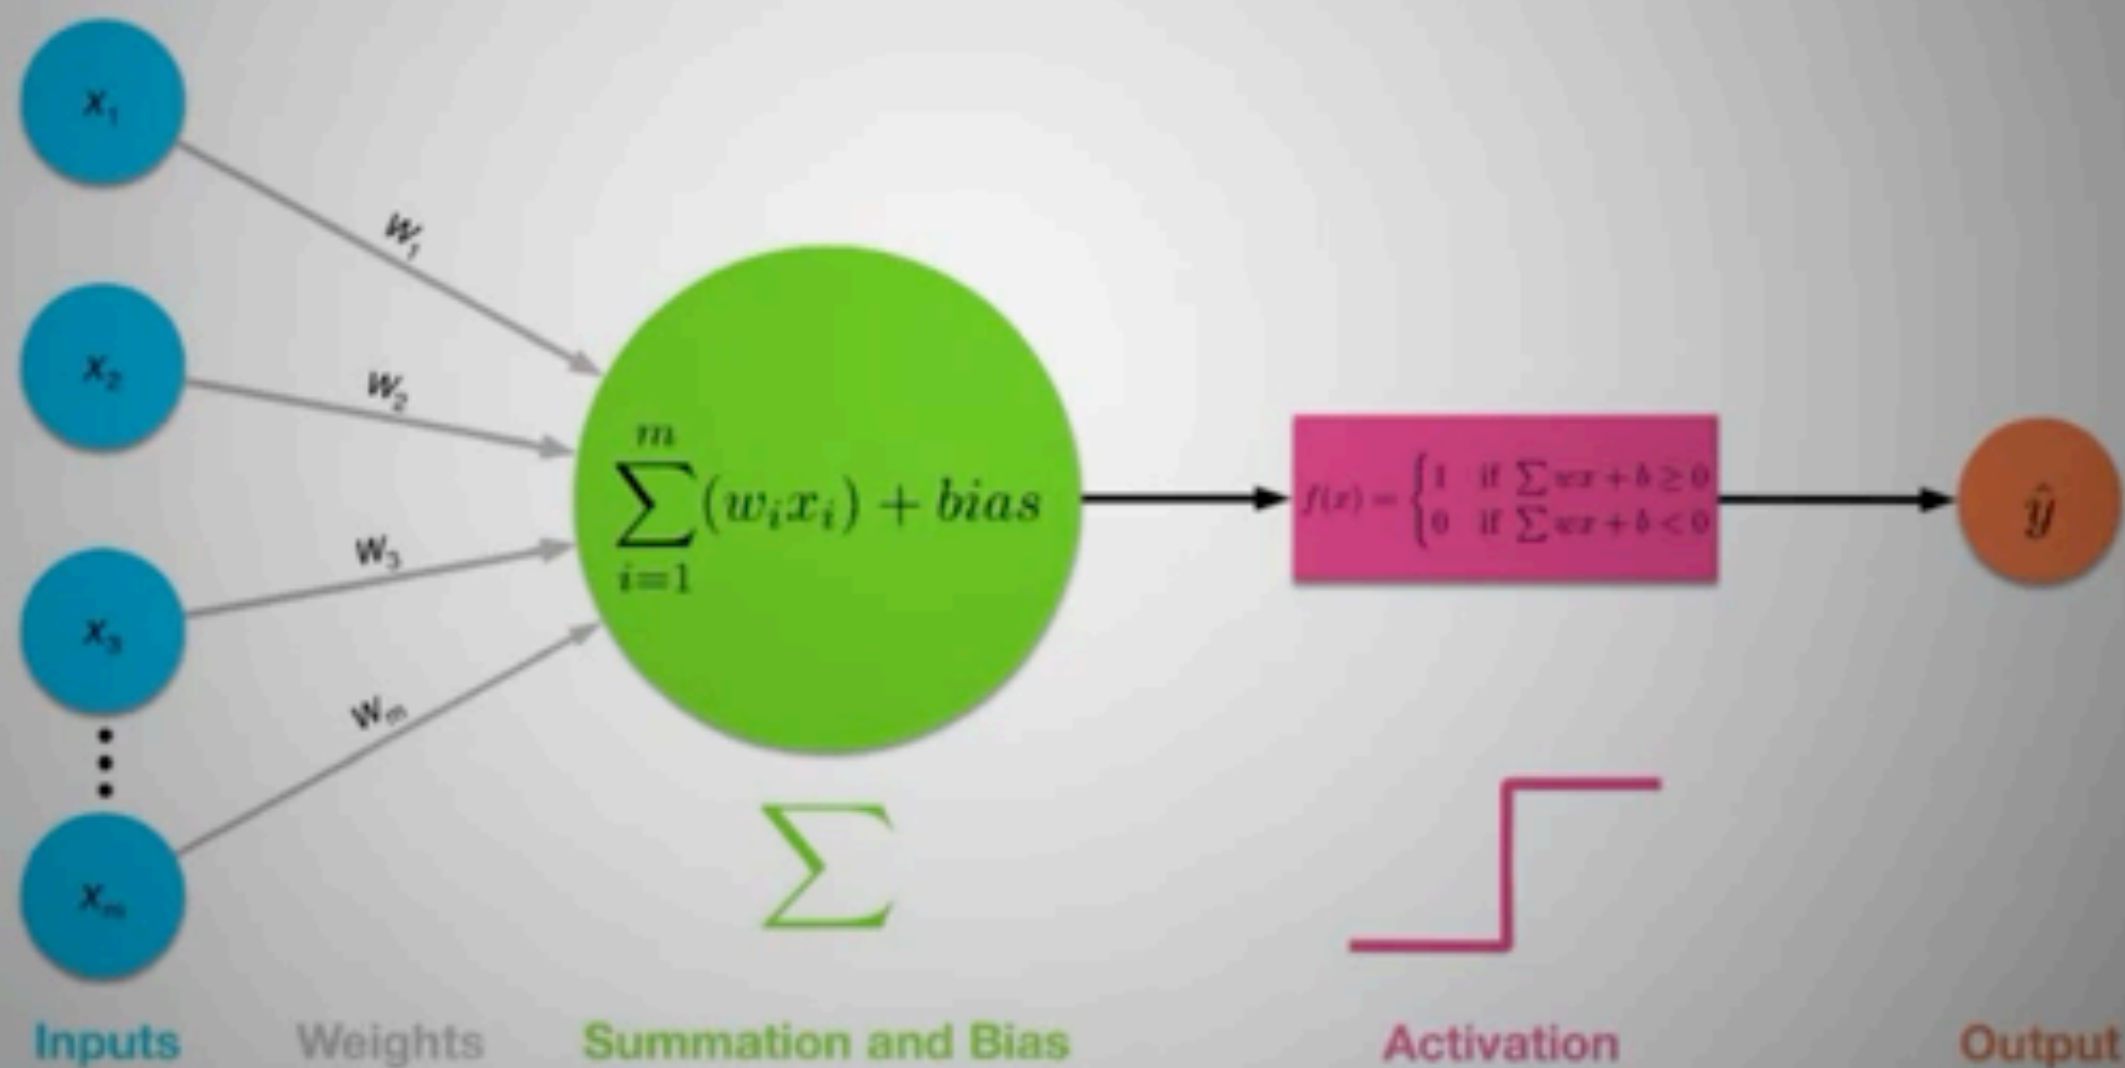 x₁
w₁
x₂
w₂
x₃
w₃
xₘ
wₘ
m
∑(wᵢxᵢ) + bias
i=1
f(x) = { 1 if ∑ wx + b ≥ 0
0 if ∑ wx + b < 0
ŷ
∑
Inputs Weights Summation and Bias Activation Output